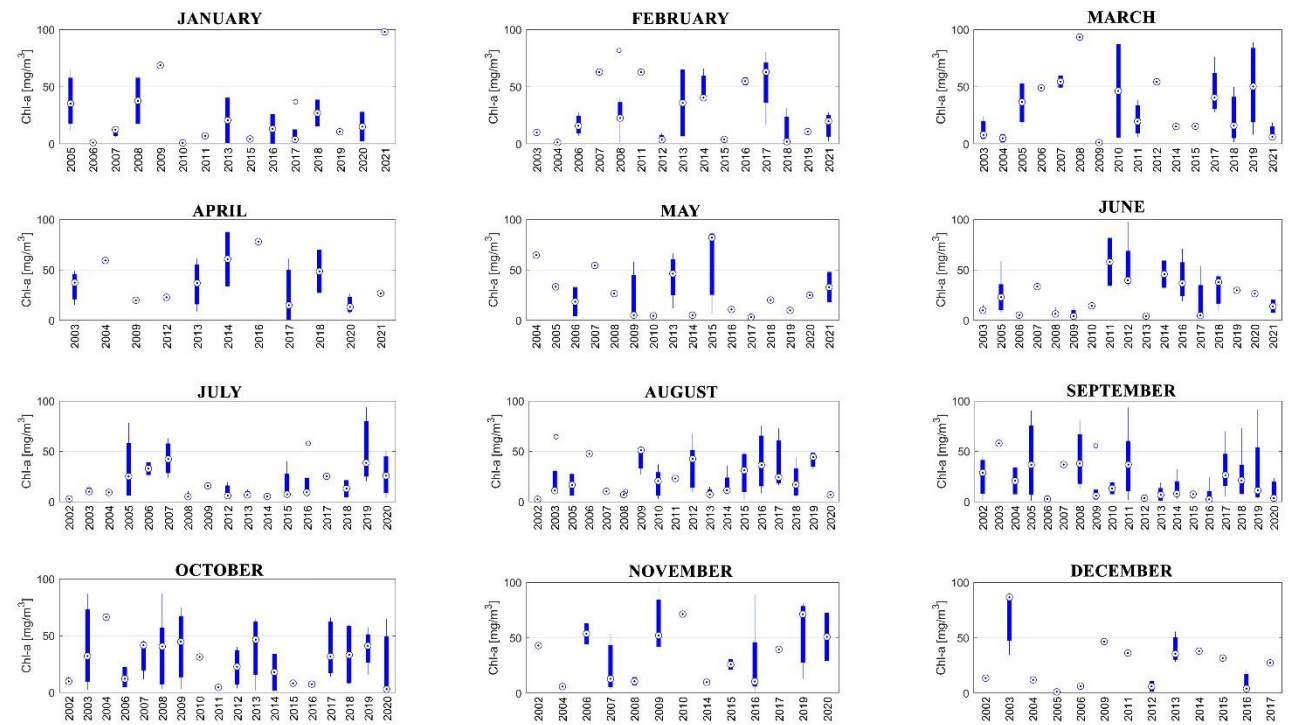 JANUARY
Chl-a [mg/m³]
100
50
0
2005 2006 2007 2008 2009 2010 2011 2013 2015 2016 2017 2018 2019 2020 2021
FEBRUARY
Chl-a [mg/m³]
100
50
0
2003 2004 2006 2007 2008 2011 2012 2013 2014 2015 2016 2017 2018 2019 2021
MARCH
Chl-a [mg/m³]
100
50
0
2003 2004 2005 2006 2007 2008 2009 2010 2011 2012 2014 2015 2017 2018 2019 2021
APRIL
Chl-a [mg/m³]
100
50
0
2003 2004 2009 2012 2013 2014 2016 2017 2018 2020 2021
MAY
Chl-a [mg/m³]
100
50
0
2004 2005 2006 2007 2008 2009 2010 2013 2014 2015 2016 2017 2018 2019 2020 2021
JUNE
Chl-a [mg/m³]
100
50
0
2003 2005 2006 2007 2008 2009 2010 2011 2012 2013 2014 2016 2017 2018 2019 2020 2021
JULY
Chl-a [mg/m³]
100
50
0
2002 2003 2004 2005 2006 2007 2008 2009 2012 2013 2014 2015 2016 2017 2018 2019 2020
AUGUST
Chl-a [mg/m³]
100
50
0
2002 2003 2005 2006 2007 2008 2009 2010 2011 2012 2013 2014 2015 2016 2017 2018 2019 2020
SEPTEMBER
Chl-a [mg/m³]
100
50
0
2002 2003 2004 2005 2006 2007 2008 2009 2010 2011 2012 2013 2014 2015 2016 2017 2018 2019 2020
OCTOBER
Chl-a [mg/m³]
100
50
0
2002 2003 2004 2006 2007 2008 2009 2010 2011 2012 2013 2014 2015 2016 2017 2018 2019 2020
NOVEMBER
Chl-a [mg/m³]
100
50
0
2002 2004 2006 2007 2008 2009 2010 2014 2015 2016 2017 2019 2020
DECEMBER
Chl-a [mg/m³]
100
50
0
2002 2003 2004 2005 2006 2009 2011 2012 2013 2014 2015 2016 2017